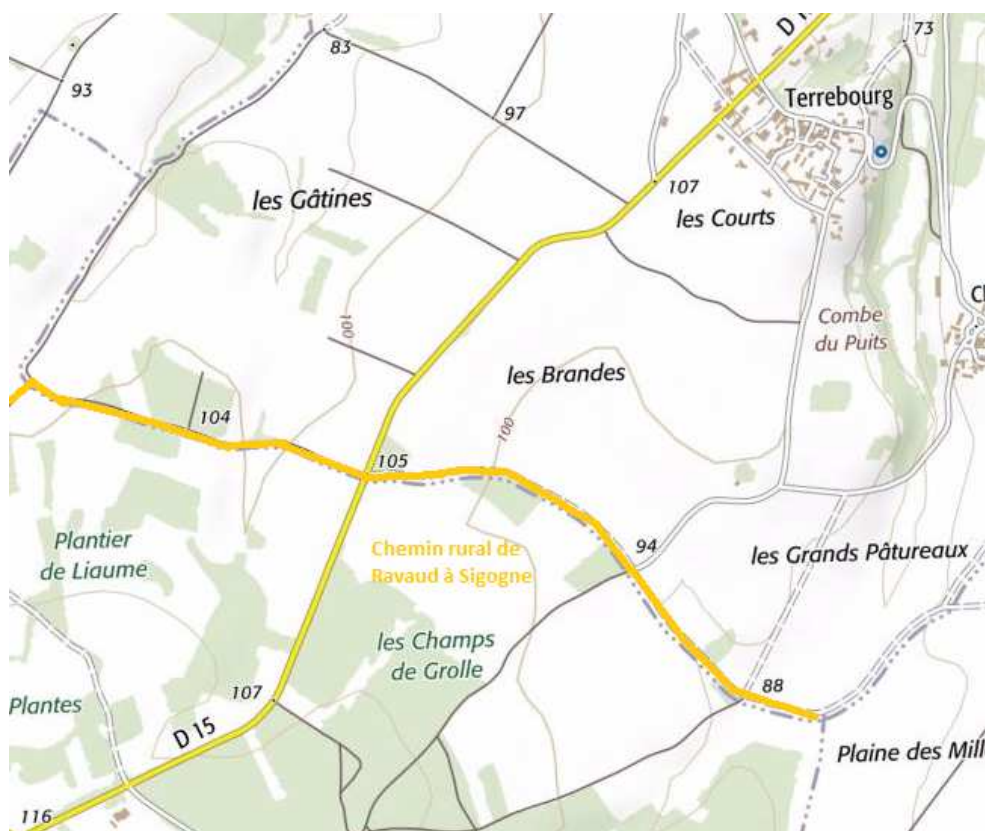 83
93
97
D 1
73
Terrebourg
107
les Gâtines
les Courts
100
Combe
du Puits
Cl
les Brandes
104
100
105
Plantier
de Liaume
Chemin rural de
Ravaud à Sigogne
94
les Grands Pâtureaux
les Champs
de Grolle
88
Plantes
107
D 15
Plaine des Mill
116